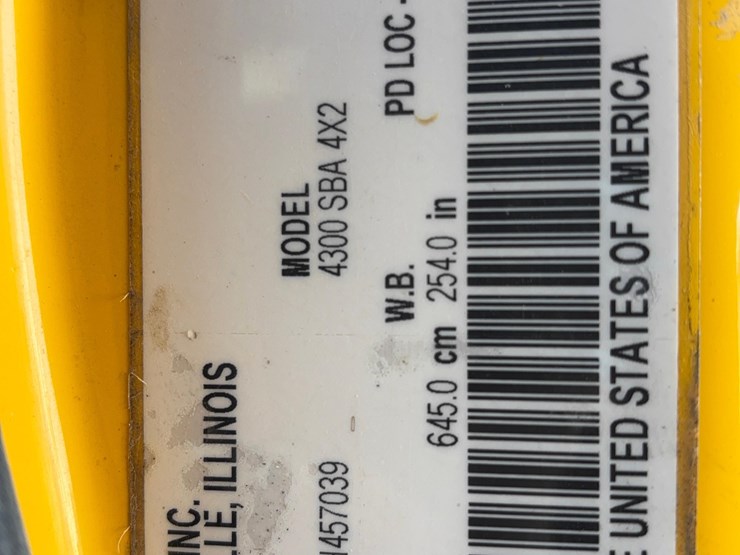 INC.
LLE, ILLINOIS
MODEL
4300 SBA 4X2
1457039
W.B.
PD LOC -
645.0 cm 254.0 in
E UNITED STATES OF AMERICA